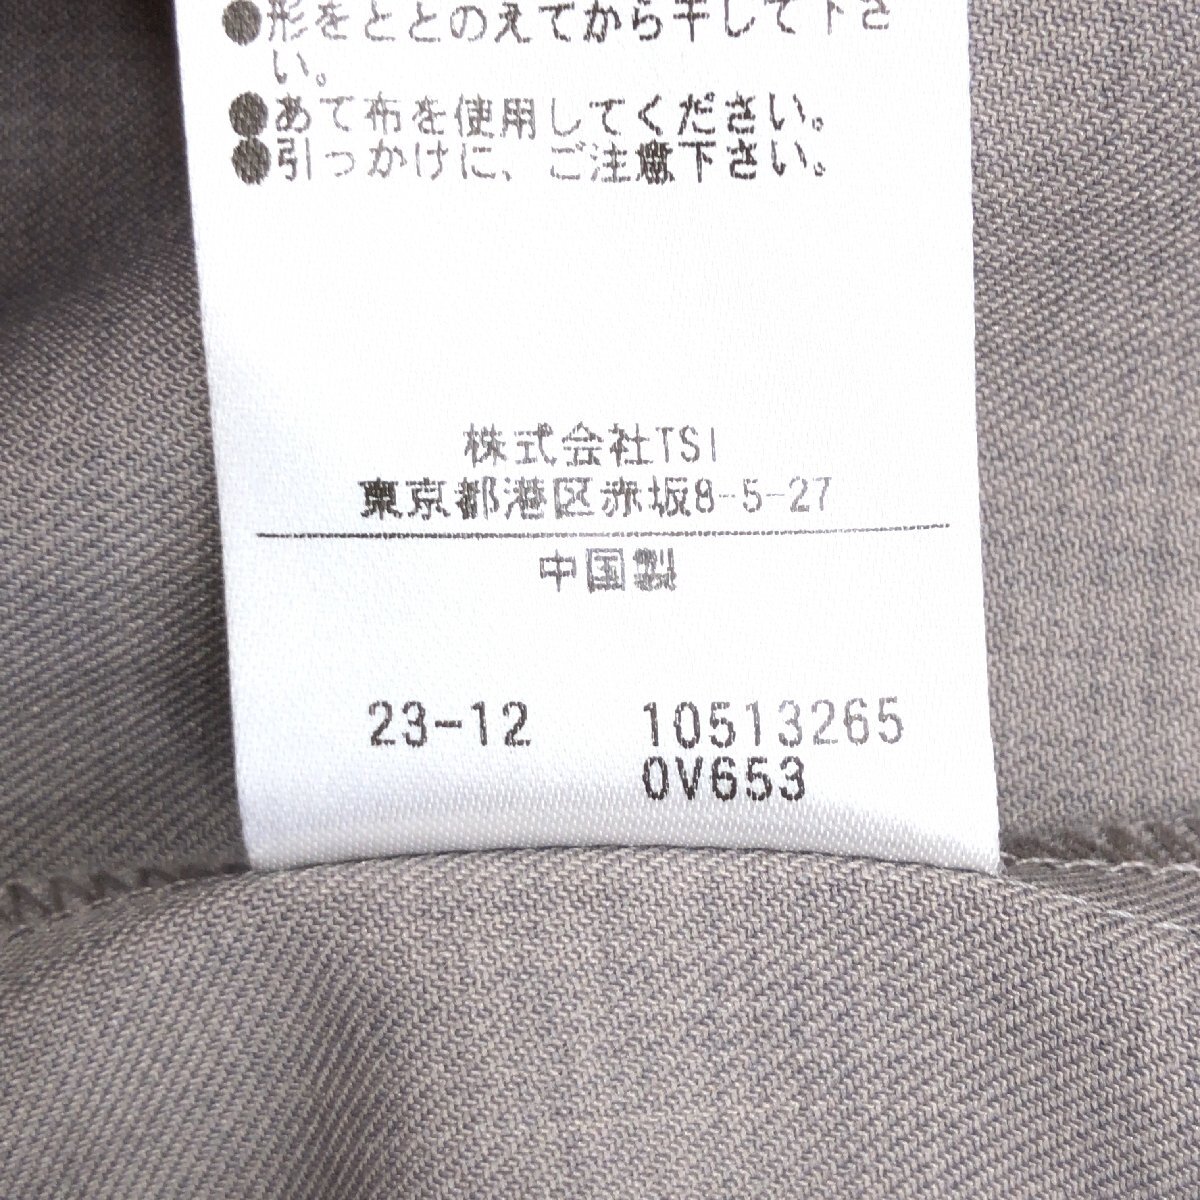 ●形をととのえてから干して下さ
い。
●あて布を使用してください。
●引っかけに、ご注意下さい。
株式会社TSI
東京都港区赤坂8-5-27
中国製
23-12 10513265
0V653